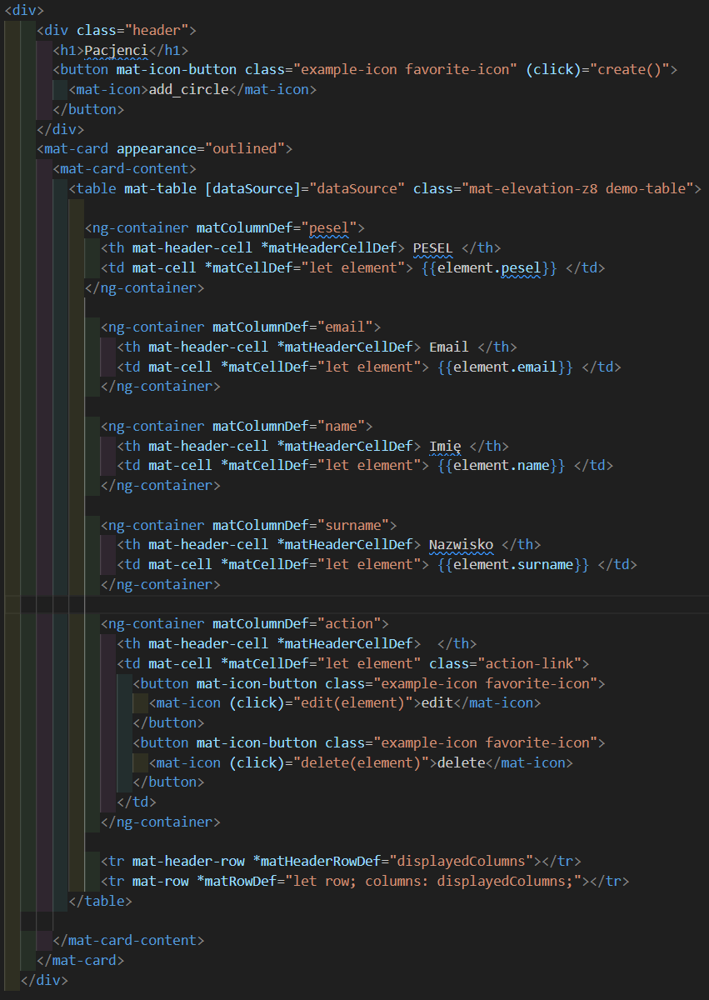 <div>
<div class="header">
<h1>Pacjenci</h1>
<button mat-icon-button class="example-icon favorite-icon" (click)="create()">
<mat-icon>add_circle</mat-icon>
</button>
</div>
<mat-card appearance="outlined">
<mat-card-content>
<table mat-table [dataSource]="dataSource" class="mat-elevation-z8 demo-table">
<ng-container matColumnDef="pesel">
<th mat-header-cell *matHeaderCellDef> PESEL </th>
<td mat-cell *matCellDef="let element"> {{element.pesel}} </td>
</ng-container>
<ng-container matColumnDef="email">
<th mat-header-cell *matHeaderCellDef> Email </th>
<td mat-cell *matCellDef="let element"> {{element.email}} </td>
</ng-container>
<ng-container matColumnDef="name">
<th mat-header-cell *matHeaderCellDef> Imię </th>
<td mat-cell *matCellDef="let element"> {{element.name}} </td>
</ng-container>
<ng-container matColumnDef="surname">
<th mat-header-cell *matHeaderCellDef> Nazwisko </th>
<td mat-cell *matCellDef="let element"> {{element.surname}} </td>
</ng-container>
<ng-container matColumnDef="action">
<th mat-header-cell *matHeaderCellDef>  </th>
<td mat-cell *matCellDef="let element" class="action-link">
<button mat-icon-button class="example-icon favorite-icon">
<mat-icon (click)="edit(element)">edit</mat-icon>
</button>
<button mat-icon-button class="example-icon favorite-icon">
<mat-icon (click)="delete(element)">delete</mat-icon>
</button>
</td>
</ng-container>
<tr mat-header-row *matHeaderRowDef="displayedColumns"></tr>
<tr mat-row *matRowDef="let row; columns: displayedColumns;"></tr>
</table>
</mat-card-content>
</mat-card>
</div>